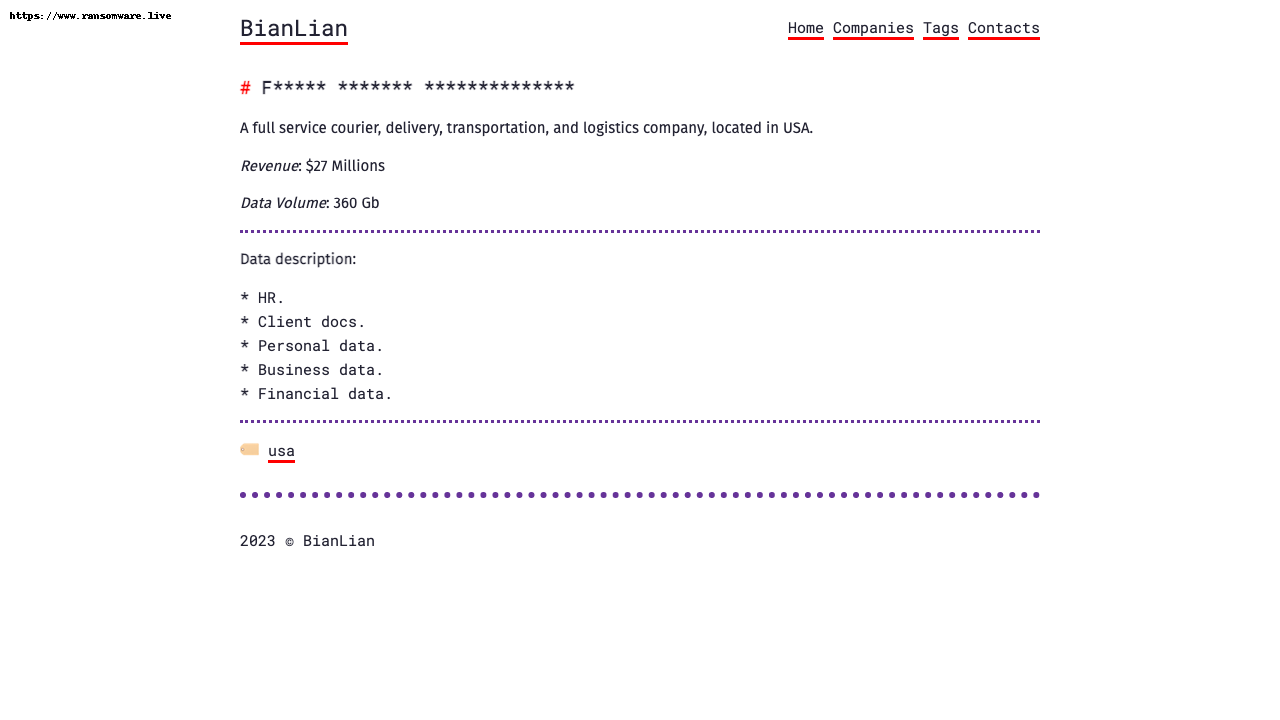 https://www.ransomware.live
BianLian
Home Companies Tags Contacts
# F***** ******* **************
A full service courier, delivery, transportation, and logistics company, located in USA.
Revenue: $27 Millions
Data Volume: 360 Gb
Data description:
* HR.
* Client docs.
* Personal data.
* Business data.
* Financial data.
usa
2023 © BianLian